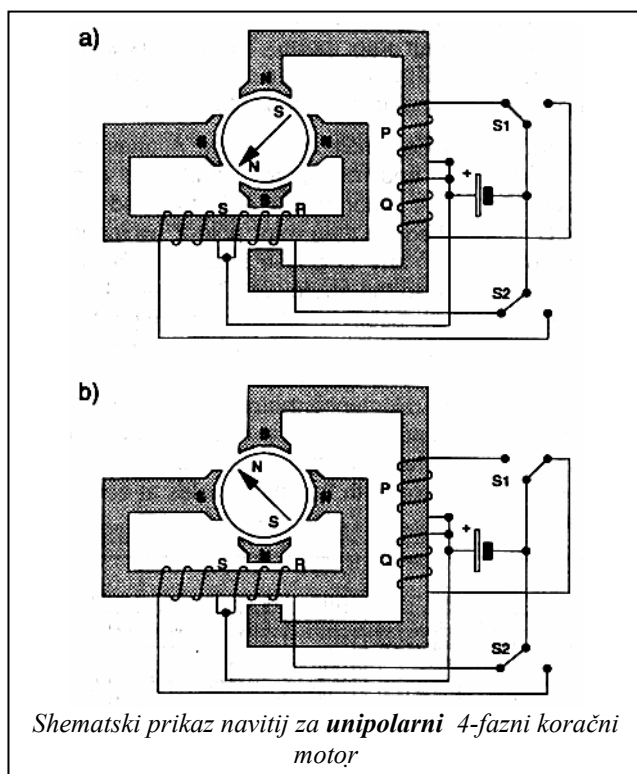 a)
N
S
S N
N
S
P
S1
+
Q
S R
S2
b)
S
N
S N
S
N
P
S1
+
Q
S R
S2
Shematski prikaz navitij za unipolarni 4-fazni koračni
motor